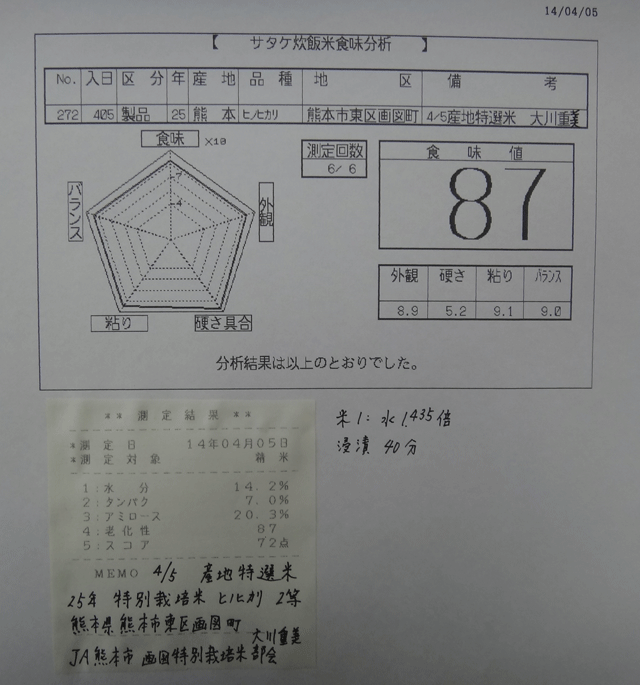 14/04/05
【 サタケ炊飯米食味分析 】
No. 入日 区分 年 産地 品種 地区 備考
272 405 製品 25 熊本 ヒノヒカリ 熊本市東区画図町 4/5産地特選米 大川重美
食味 ×10
7
4
バランス
外観
粘り
硬さ具合
測定回数
6/ 6
食味値
87
外観 硬さ 粘り バランス
8.9 5.2 9.1 9.0
分析結果は以上のとおりでした。
** 測定結果 **
*測定日 14年04月05日
*測定対象 精米
1:水分 14.2%
2:タンパク 7.0%
3:アミロース 20.3%
4:老化性 87
5:スコア 72点
MEMO 4/5 産地特選米
25年 特別栽培米 ヒノヒカリ 2等
熊本県熊本市東区画図町
大川重美
JA熊本市 画図特別栽培米部会
米1:水1.435倍
浸漬 40分